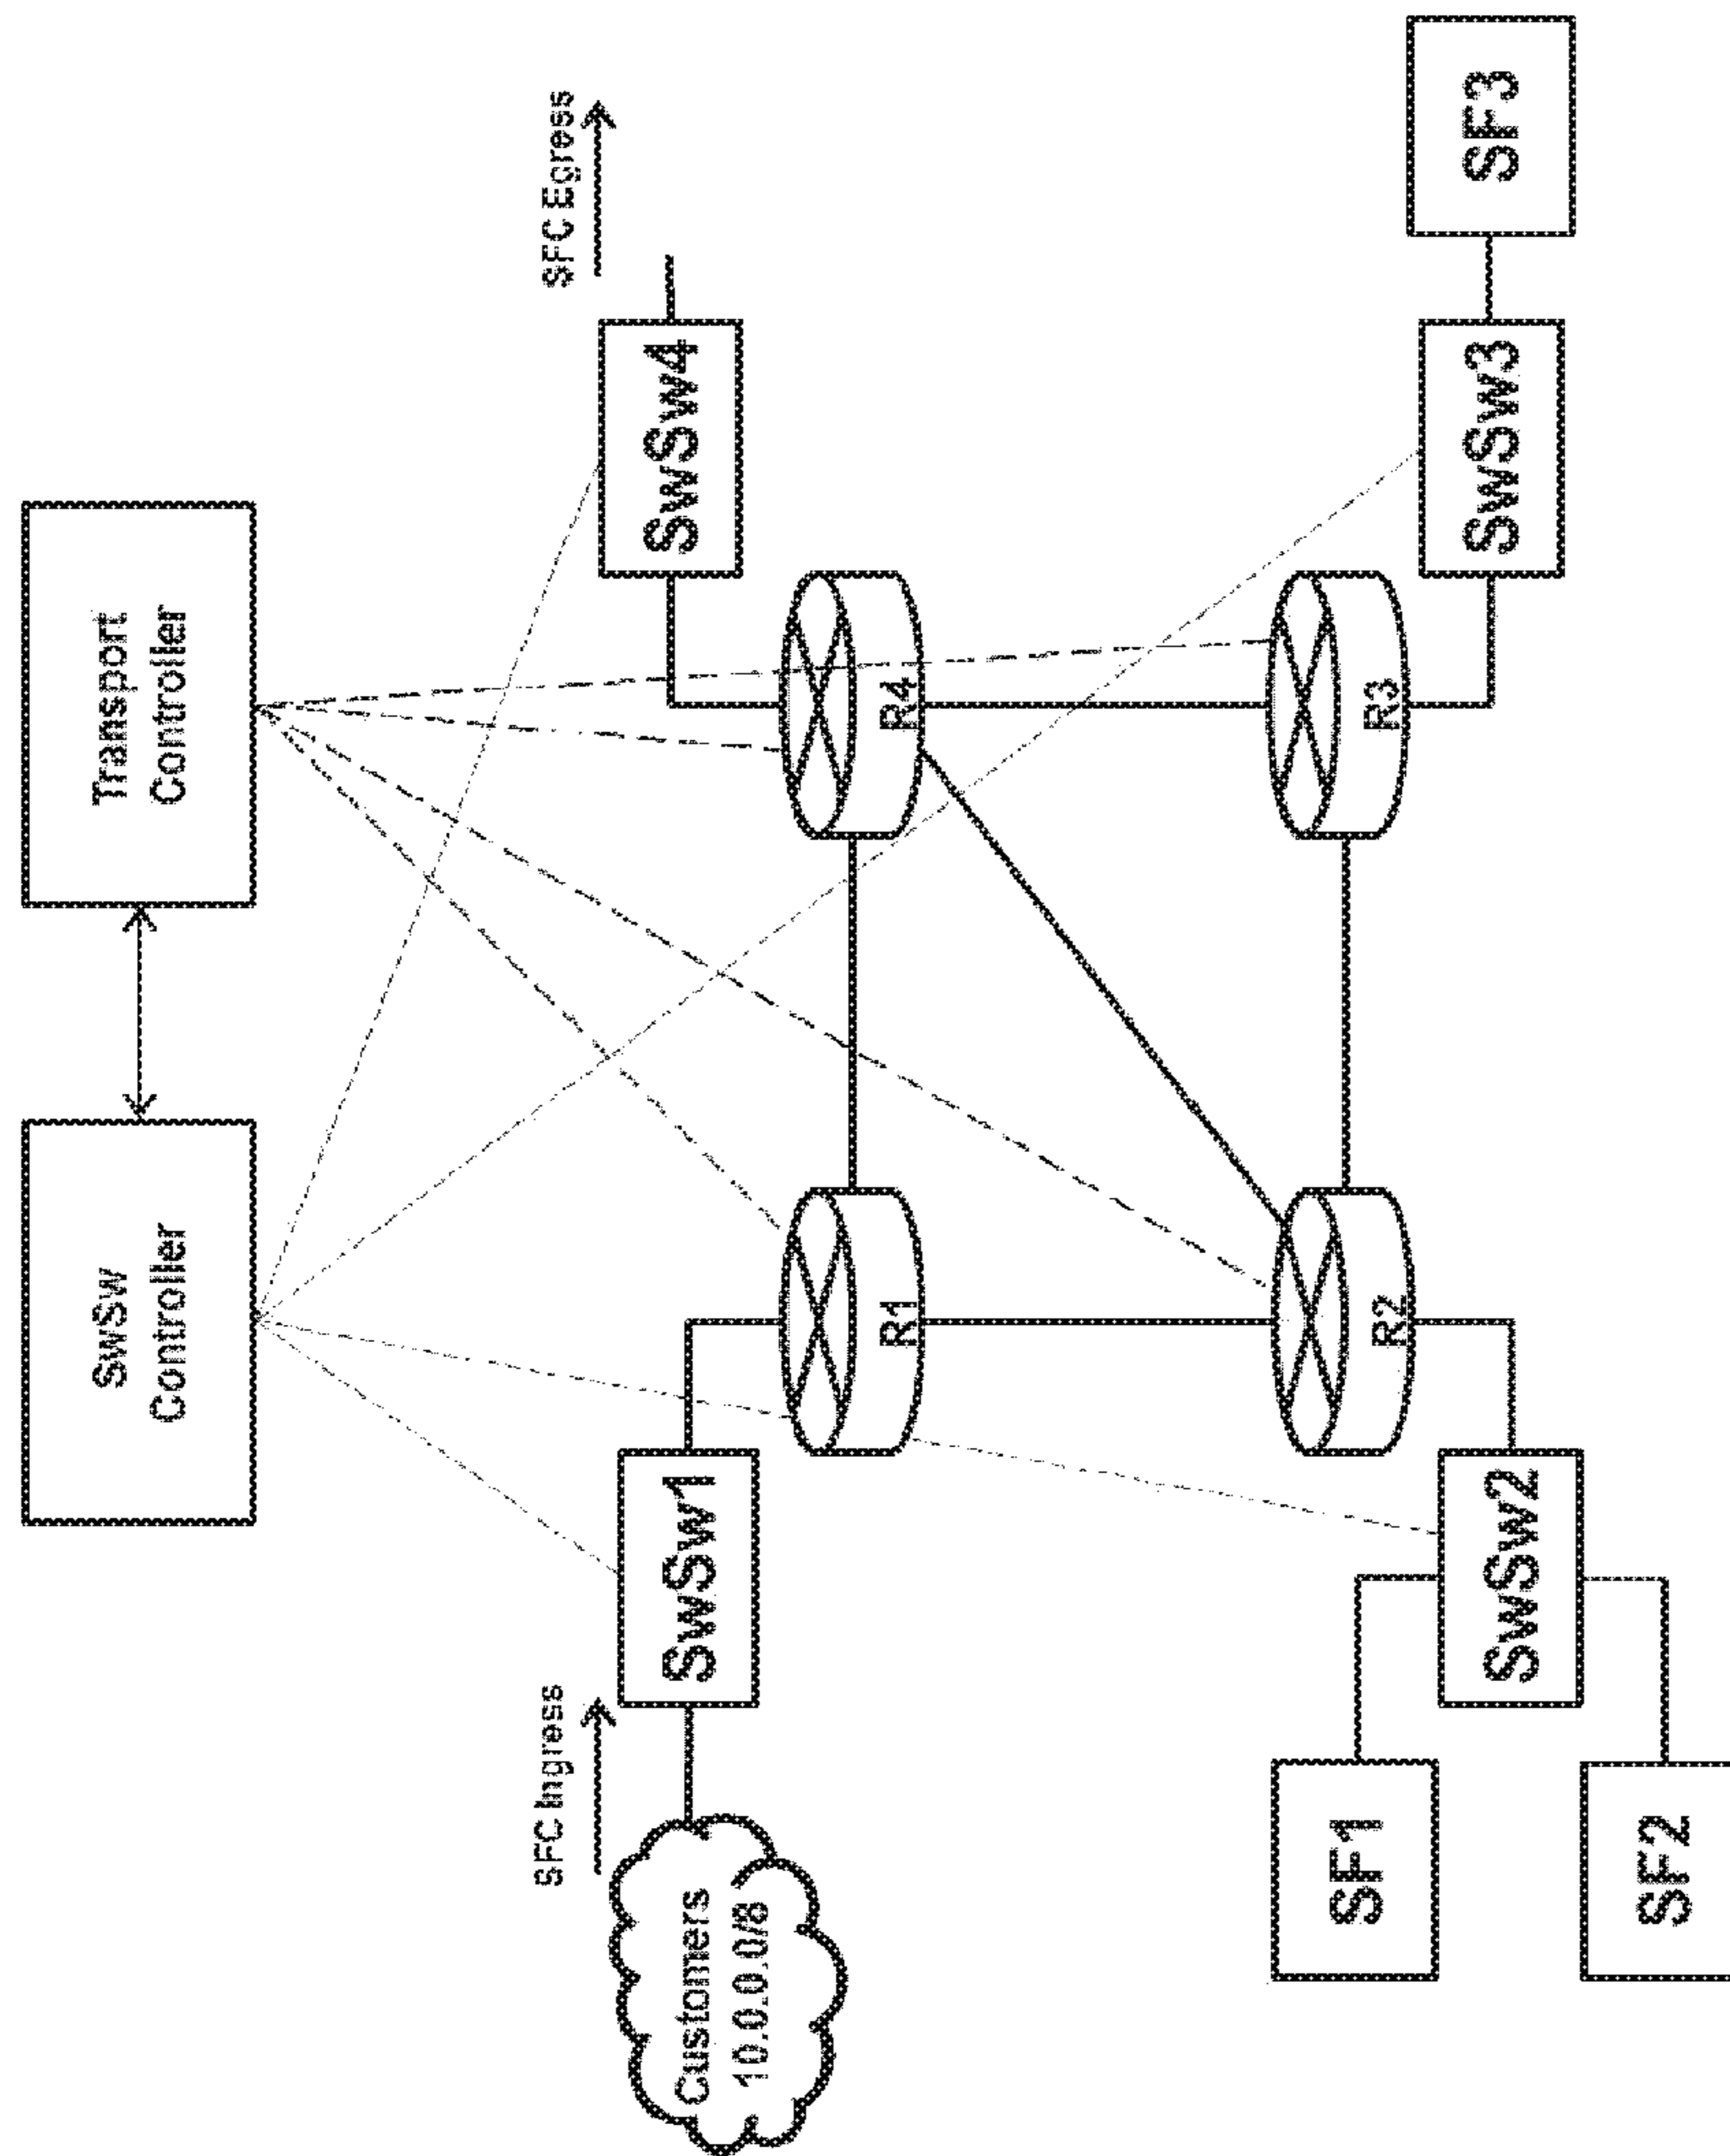 SwSw
Controller
Transport
Controller
SFC Ingress
SFC Egress
Customers
10.0.0.0/8
SwSw1
SwSw4
R1
R4
SF1
SF2
SwSw2
R2
R3
SwSw3
SF3